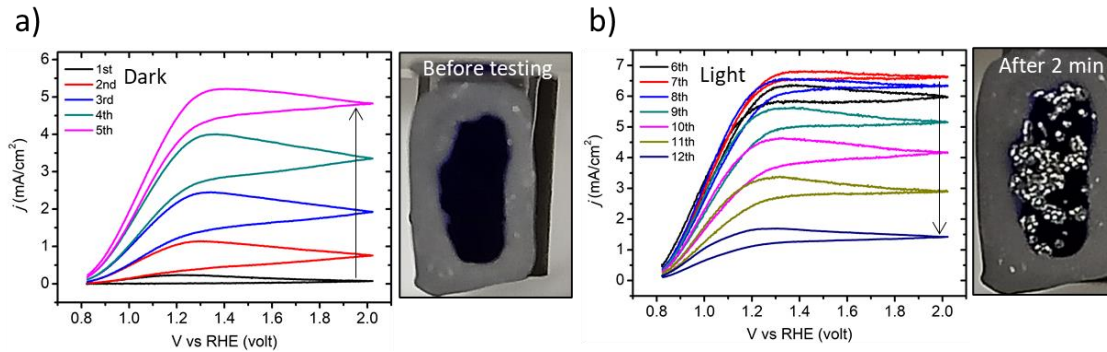 a)
6
5
4
3
2
1
0
j (mA/cm²)
1st
2nd
3rd
4th
5th
Dark
0.8 1.0 1.2 1.4 1.6 1.8 2.0
V vs RHE (volt)
Before testing
b)
7
6
5
4
3
2
1
0
j (mA/cm²)
6th
7th
8th
9th
10th
11th
12th
Light
0.8 1.0 1.2 1.4 1.6 1.8 2.0
V vs RHE (volt)
After 2 min